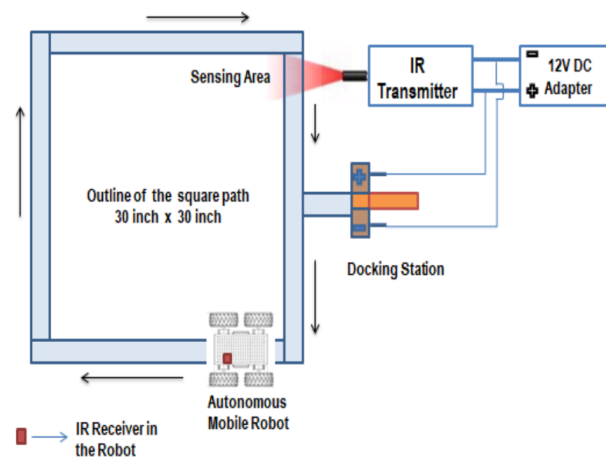 Sensing Area
IR
Transmitter
12V DC
Adapter
Outline of the square path
30 inch x 30 inch
Docking Station
Autonomous
Mobile Robot
IR Receiver in
the Robot